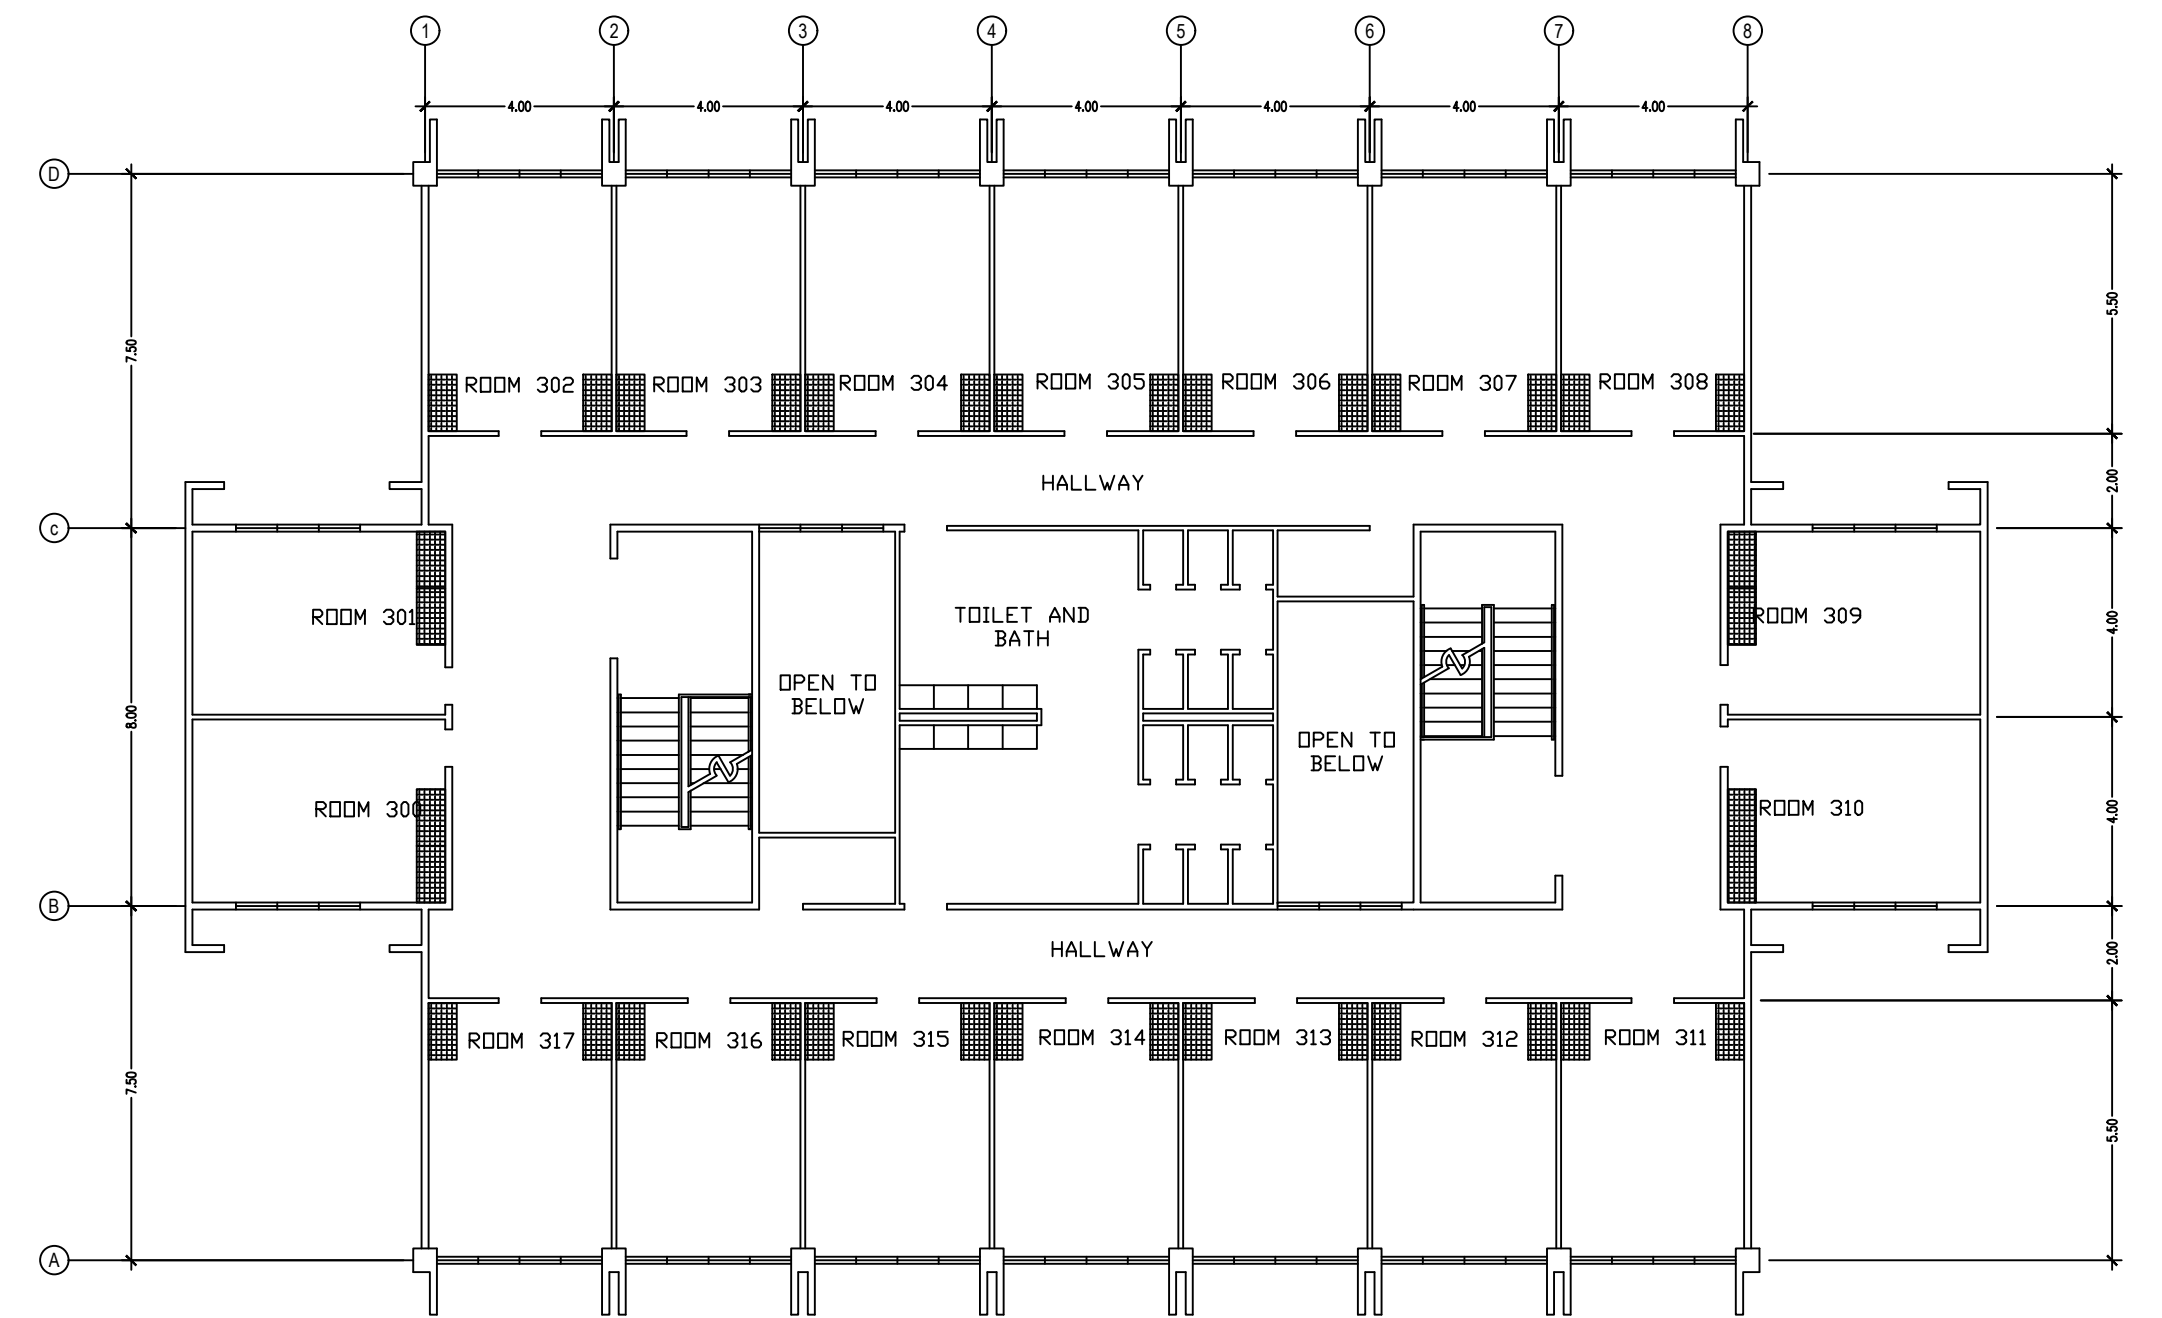 1 2 3 4 5 6 7 8
4.00 4.00 4.00 4.00 4.00 4.00 4.00
D
5.50
7.50
ROOM 302 ROOM 303 ROOM 304 ROOM 305 ROOM 306 ROOM 307 ROOM 308
HALLWAY
2.00
c
ROOM 301
TOILET AND
BATH
ROOM 309
4.00
OPEN TO
BELOW
8.00
OPEN TO
BELOW
ROOM 300
ROOM 310
4.00
B
HALLWAY
2.00
ROOM 317 ROOM 316 ROOM 315 ROOM 314 ROOM 313 ROOM 312 ROOM 311
7.50
5.50
A